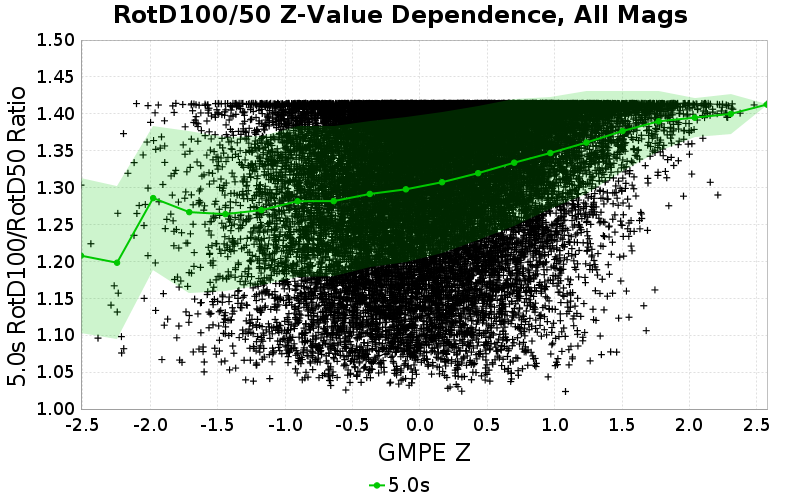 RotD100/50 Z-Value Dependence, All Mags
5.0s RotD100/RotD50 Ratio
1.50
1.45
1.40
1.35
1.30
1.25
1.20
1.15
1.10
1.05
1.00
-2.5 -2.0 -1.5 -1.0 -0.5 0.0 0.5 1.0 1.5 2.0 2.5
GMPE Z
5.0s